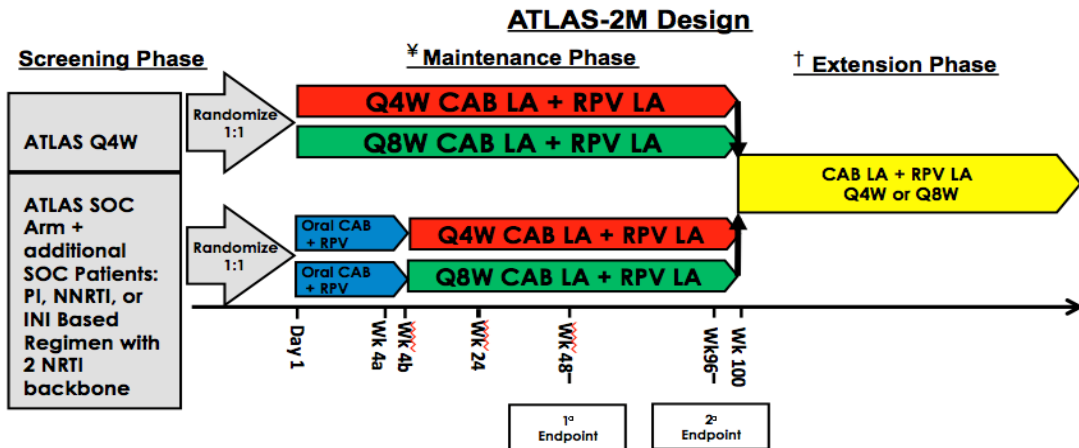 ATLAS-2M Design
Screening Phase
¥ Maintenance Phase
† Extension Phase
ATLAS Q4W
Randomize
1:1
Q4W CAB LA + RPV LA
Q8W CAB LA + RPV LA
CAB LA + RPV LA
Q4W or Q8W
ATLAS SOC
Arm +
additional
SOC Patients:
PI, NNRTI, or
INI Based
Regimen with
2 NRTI
backbone
Randomize
1:1
Oral CAB
+ RPV
Q4W CAB LA + RPV LA
Oral CAB
+ RPV
Q8W CAB LA + RPV LA
Day 1
Wk 4a
Wk 4b
Wk 24
Wk 48
Wk96
Wk 100
1º
Endpoint
2º
Endpoint